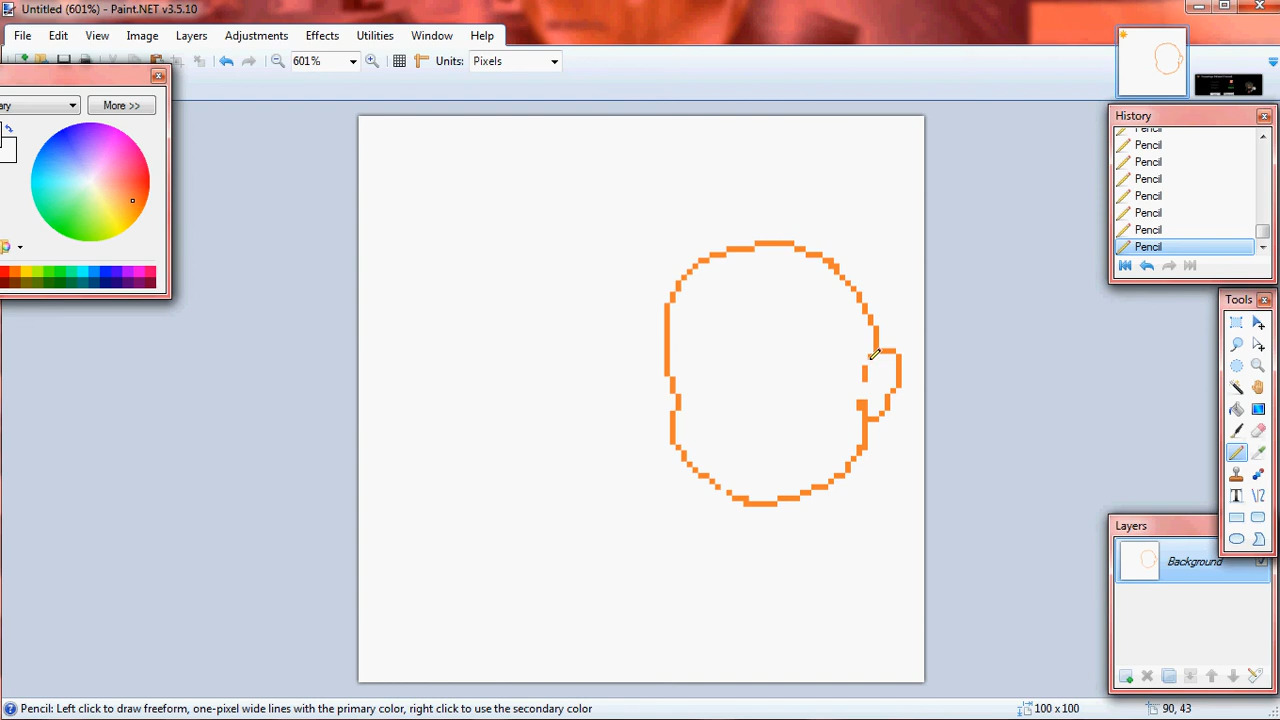 Untitled (601%) - Paint.NET v3.5.10
File Edit View Image Layers Adjustments Effects Utilities Window Help
601% Units: Pixels
ary More >>
History
Pencil
Pencil
Pencil
Pencil
Pencil
Pencil
Pencil
Pencil
Tools
Layers
Background
Pencil: Left click to draw freeform, one-pixel wide lines with the primary color, right click to use the secondary color
100 x 100
90, 43